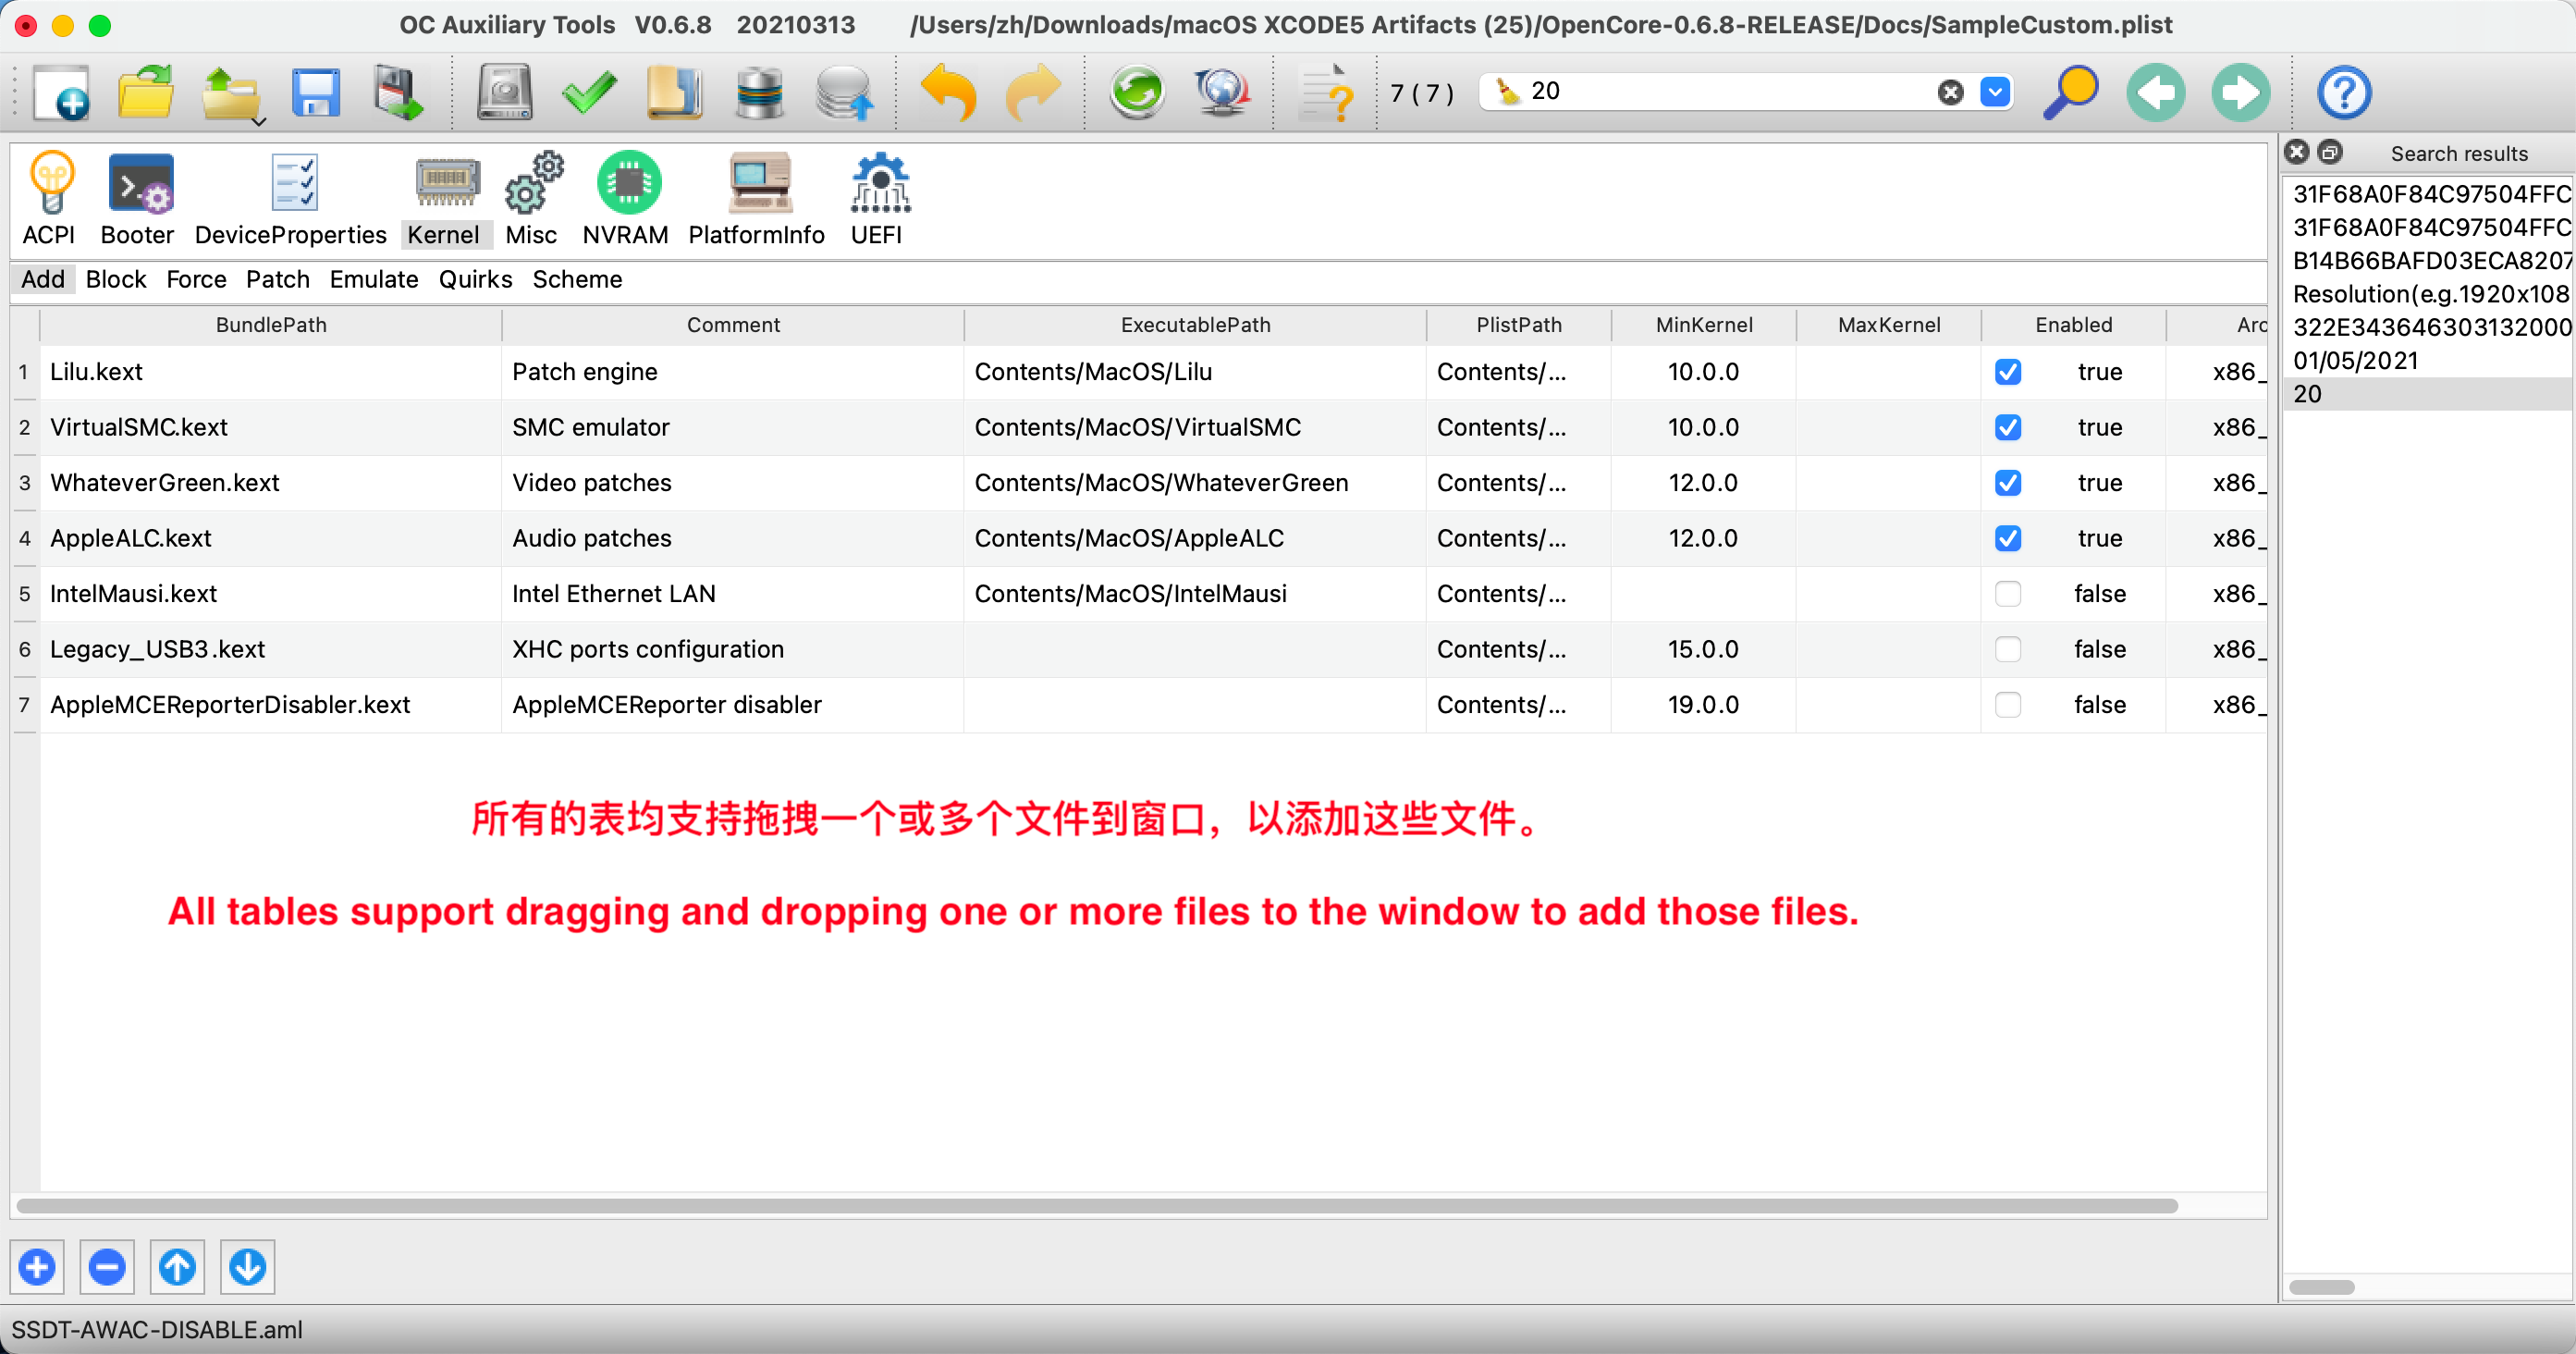 OC Auxiliary Tools V0.6.8 20210313 /Users/zh/Downloads/macOS XCODE5 Artifacts (25)/OpenCore-0.6.8-RELEASE/Docs/SampleCustom.plist
7 ( 7 ) 20
ACPI Booter DeviceProperties Kernel Misc NVRAM PlatformInfo UEFI
Add Block Force Patch Emulate Quirks Scheme
BundlePath Comment ExecutablePath PlistPath MinKernel MaxKernel Enabled Arc
1 Lilu.kext Patch engine Contents/MacOS/Lilu Contents/... 10.0.0 true x86_
2 VirtualSMC.kext SMC emulator Contents/MacOS/VirtualSMC Contents/... 10.0.0 true x86_
3 WhateverGreen.kext Video patches Contents/MacOS/WhateverGreen Contents/... 12.0.0 true x86_
4 AppleALC.kext Audio patches Contents/MacOS/AppleALC Contents/... 12.0.0 true x86_
5 IntelMausi.kext Intel Ethernet LAN Contents/MacOS/IntelMausi Contents/... false x86_
6 Legacy_USB3.kext XHC ports configuration Contents/... 15.0.0 false x86_
7 AppleMCEReporterDisabler.kext AppleMCEReporter disabler Contents/... 19.0.0 false x86_
所有的表均支持拖拽一个或多个文件到窗口，以添加这些文件。
All tables support dragging and dropping one or more files to the window to add those files.
Search results
31F68A0F84C97504FFC
31F68A0F84C97504FFC
B14B66BAFD03ECA8207
Resolution(e.g.1920x108
322E343646303132000
01/05/2021
20
SSDT-AWAC-DISABLE.aml